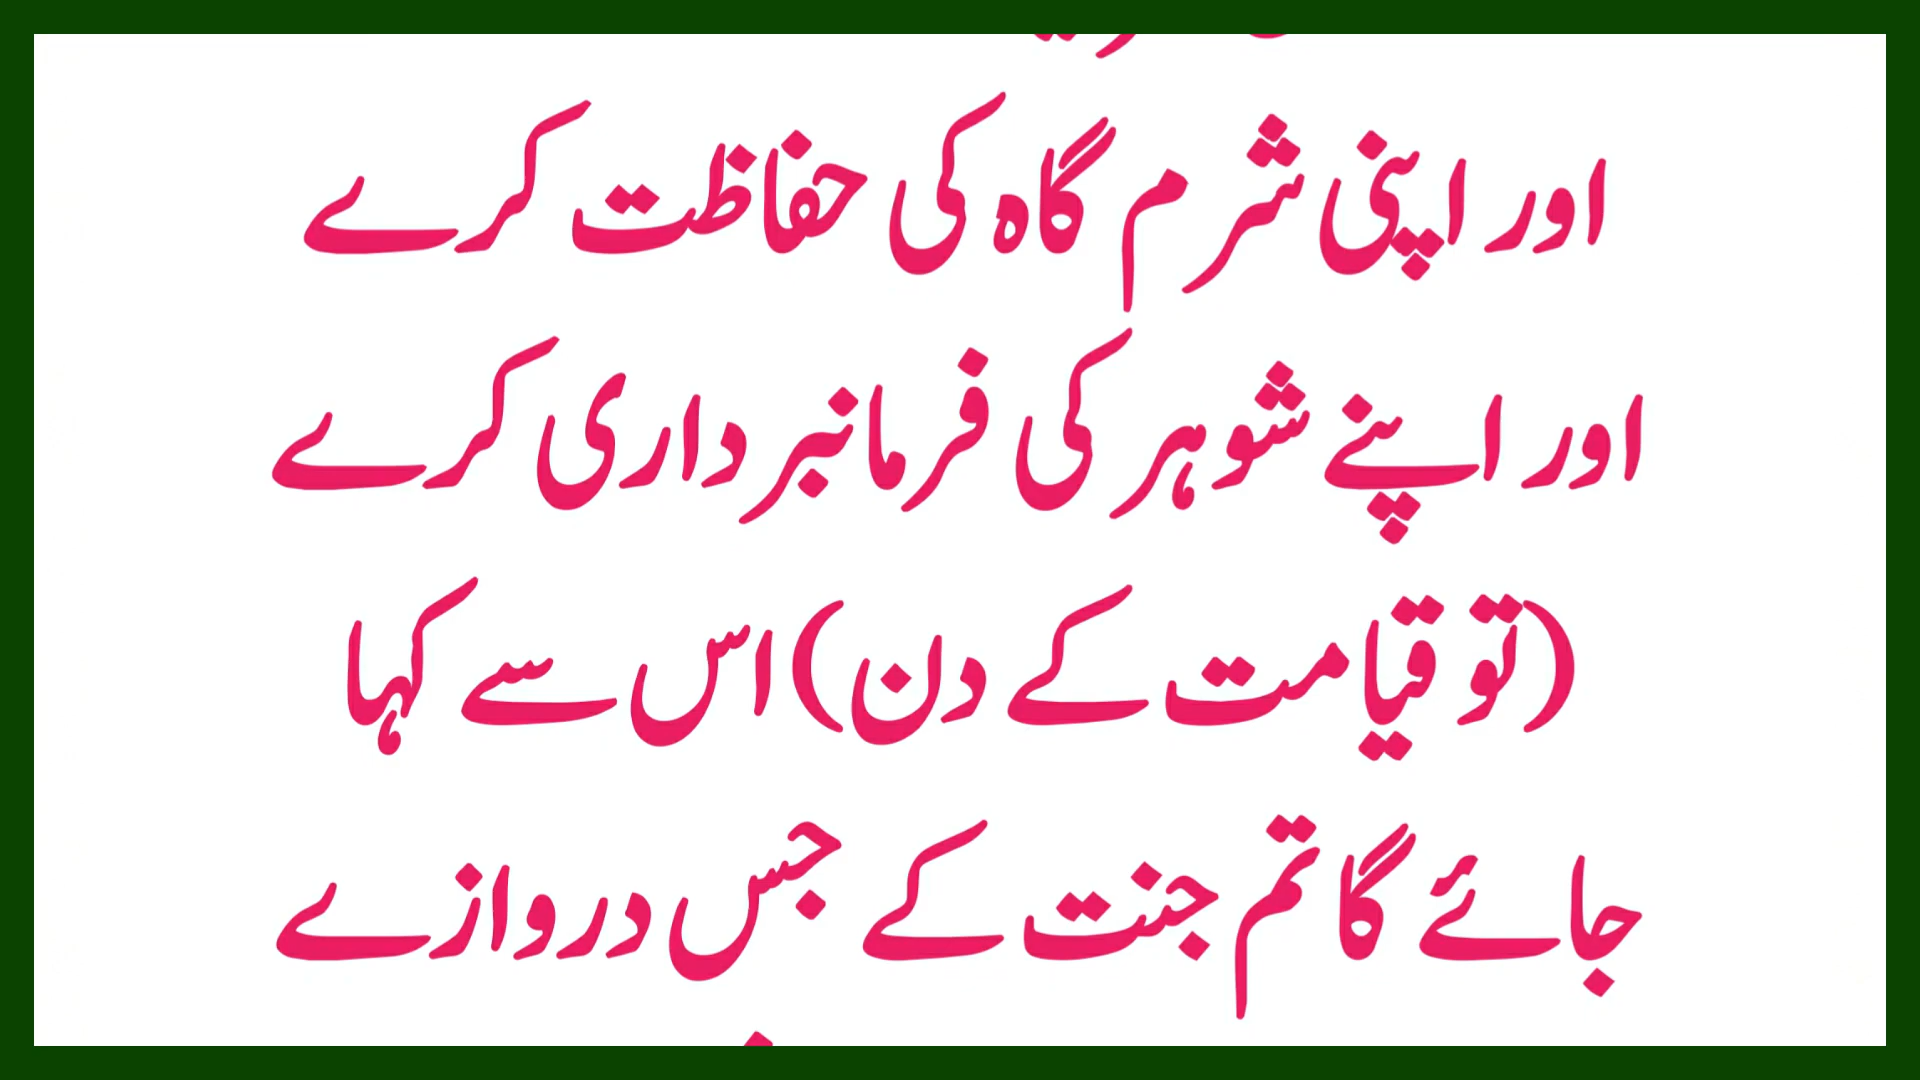 اور اپنی شرم گاہ کی حفاظت کرے
اور اپنے شوہر کی فرمانبرداری کرے
(تو قیامت کے دن) اس سے کہا
جائے گا تم جنت کے جس دروازے